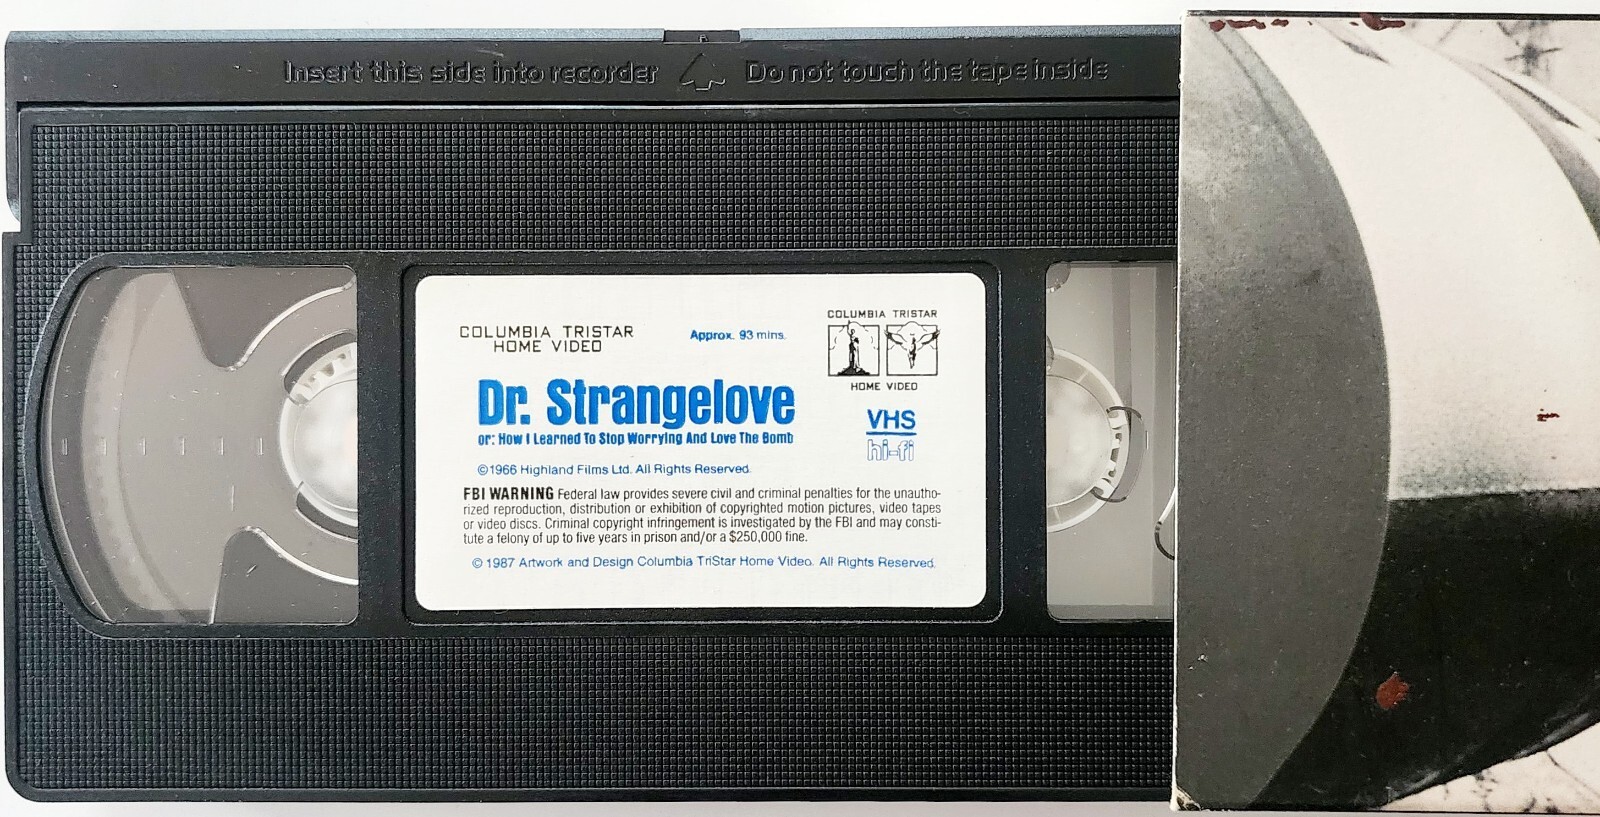 Insert this side into recorder Do not touch the tape inside
COLUMBIA TRISTAR
HOME VIDEO
Approx. 93 mins.
COLUMBIA TRISTAR
HOME VIDEO
Dr. Strangelove
or: How I Learned To Stop Worrying And Love The Bomb
VHS
hi-fi
©1966 Highland Films Ltd. All Rights Reserved.
FBI WARNING Federal law provides severe civil and criminal penalties for the unautho-
rized reproduction, distribution or exhibition of copyrighted motion pictures, video tapes
or video discs. Criminal copyright infringement is investigated by the FBI and may consti-
tute a felony of up to five years in prison and/or a $250,000 fine.
© 1987 Artwork and Design Columbia TriStar Home Video. All Rights Reserved.